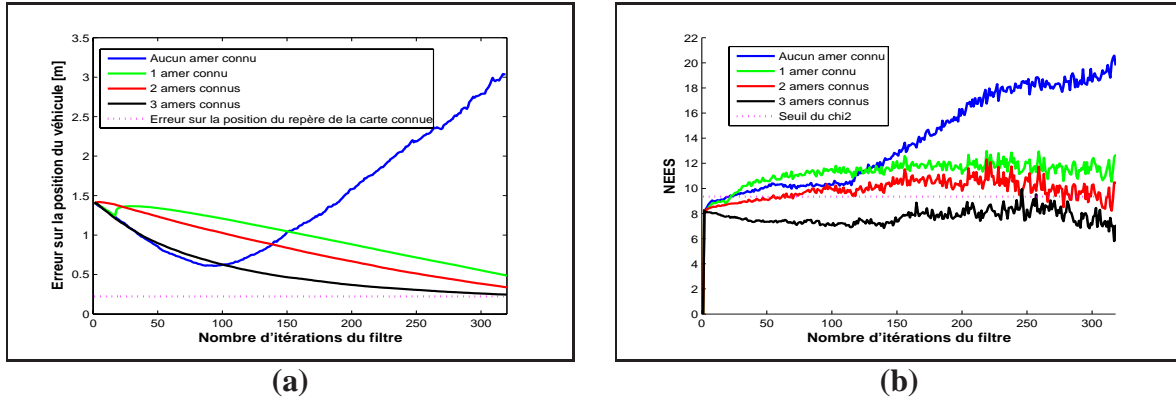 3.5
3
2.5
2
1.5
1
0.5
0
0
50
100
150
200
250
300
Erreur sur la position du véhicule [m]
Nombre d'itérations du filtre
Aucun amer connu
1 amer connu
2 amers connus
3 amers connus
Erreur sur la position du repère de la carte connue
(a)
22
20
18
16
14
12
10
8
6
4
2
0
0
50
100
150
200
250
300
NEES
Nombre d'itérations du filtre
Aucun amer connu
1 amer connu
2 amers connus
3 amers connus
Seuil du chi2
(b)